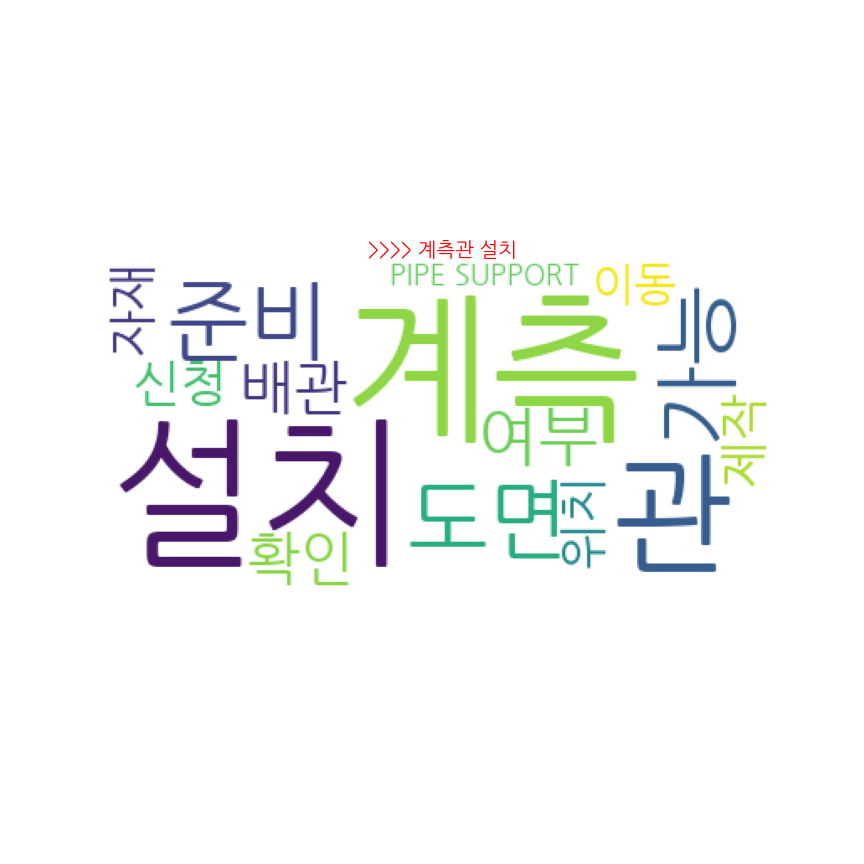 >>>> 계측관 설치
PIPE SUPPORT
이동
자재
준비
계측
가능
신청
배관
여부
제작
설치
도면
위치
관
확인